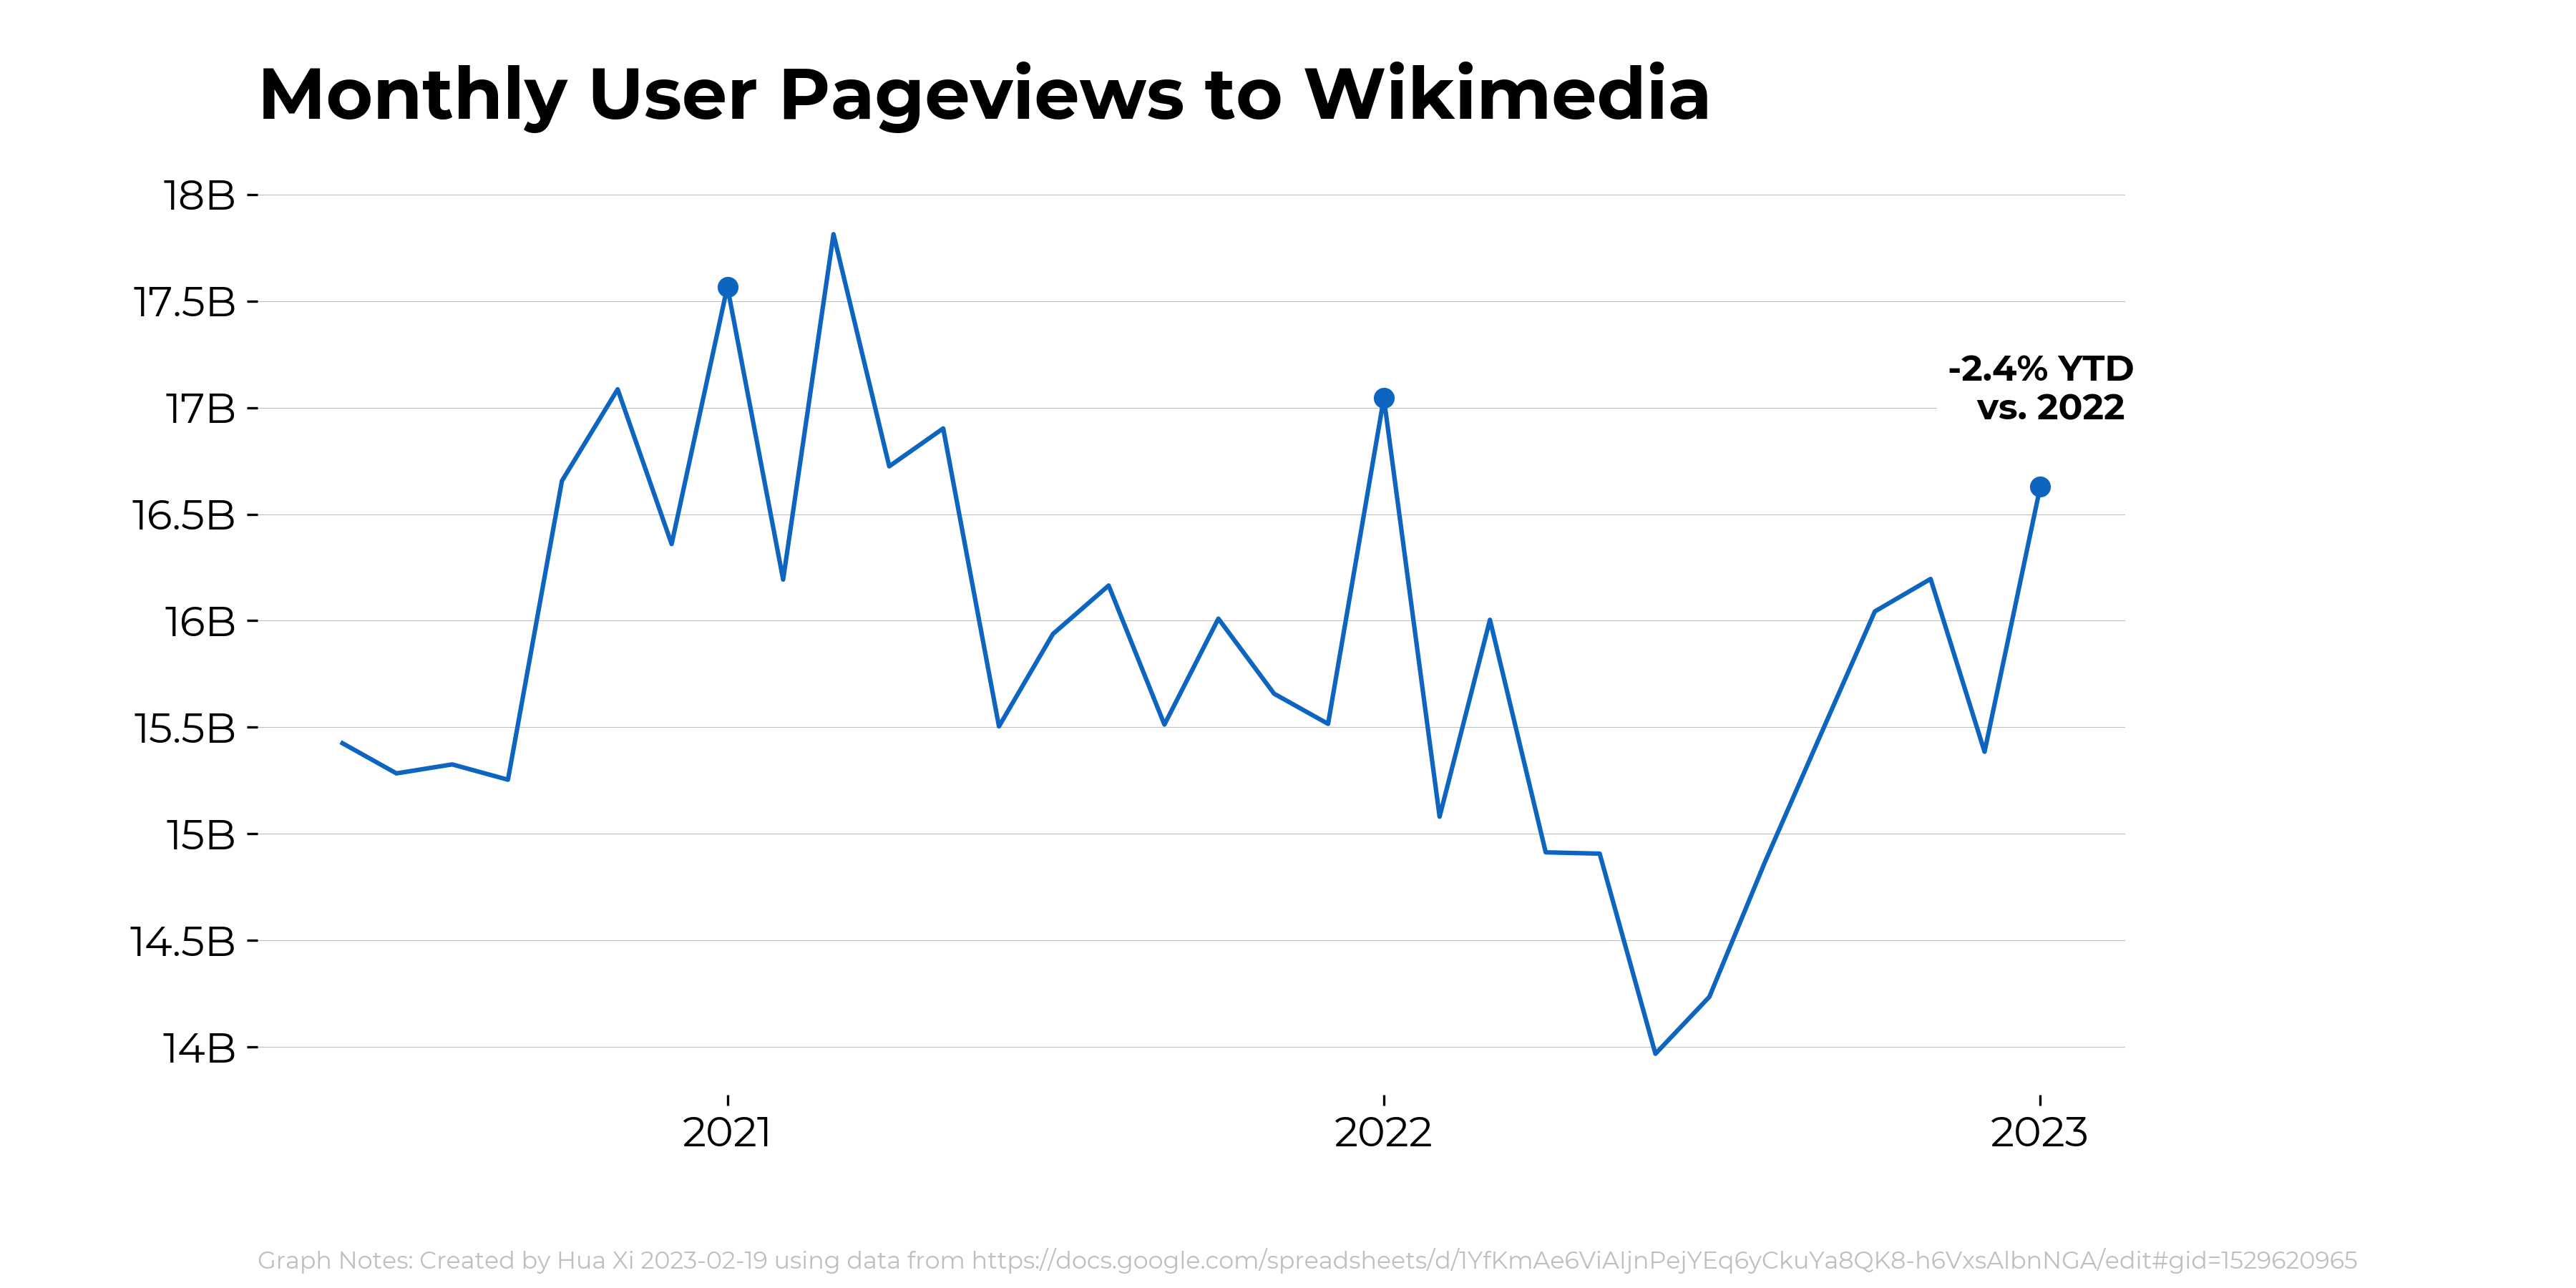 Monthly User Pageviews to Wikimedia
18B
17.5B
17B
16.5B
16B
15.5B
15B
14.5B
14B
-2.4% YTD
vs. 2022
2021
2022
2023
Graph Notes: Created by Hua Xi 2023-02-19 using data from https://docs.google.com/spreadsheets/d/1YfKmAe6ViAIjnPejYEq6yCkuYa8QK8-h6VxsAlbnNGA/edit#gid=1529620965